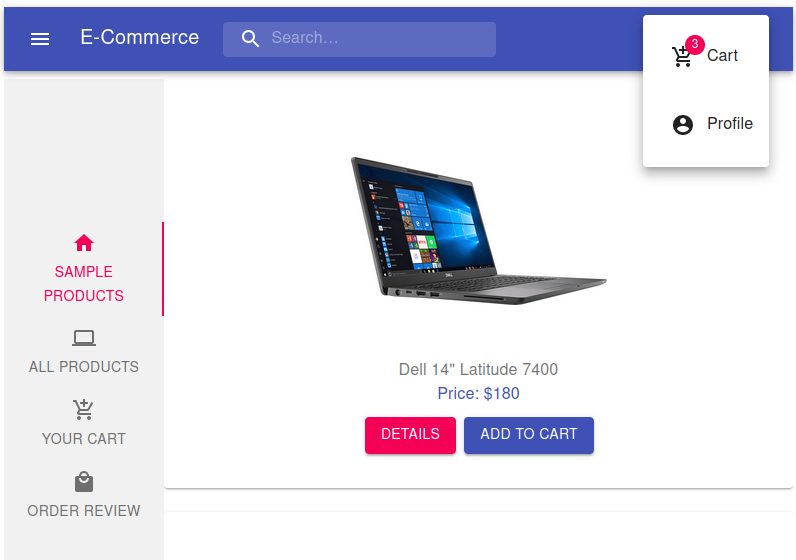 E-Commerce
Search…
3
Cart
Profile
SAMPLE
PRODUCTS
ALL PRODUCTS
YOUR CART
ORDER REVIEW
Dell 14" Latitude 7400
Price: $180
DETAILS
ADD TO CART